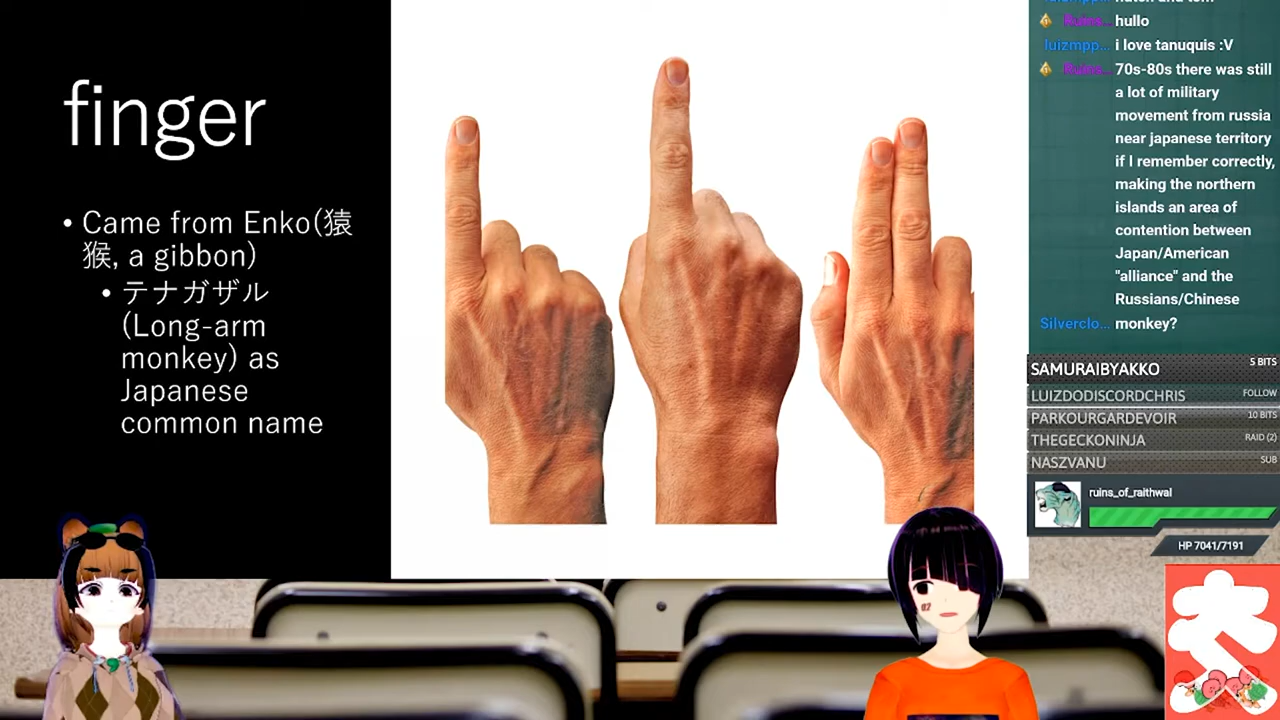 finger
• Came from Enko(猿
猴, a gibbon)
• テナガザル
(Long-arm
monkey) as
Japanese
common name
hullo
luizmpp... i love tanuquis :V
70s-80s there was still
a lot of military
movement from russia
near japanese territory
if I remember correctly,
making the northern
islands an area of
contention between
Japan/American
"alliance" and the
Russians/Chinese
Silverclo... monkey?
SAMURAIBYAKKO 5 BITS
LUIZDODISCORDCHRIS FOLLOW
PARKOURGARDEVOIR 10 BITS
THEGECKONINJA RAID (2)
NASZVANU SUB
ruins_of_raithwal
HP 7041/7191
02